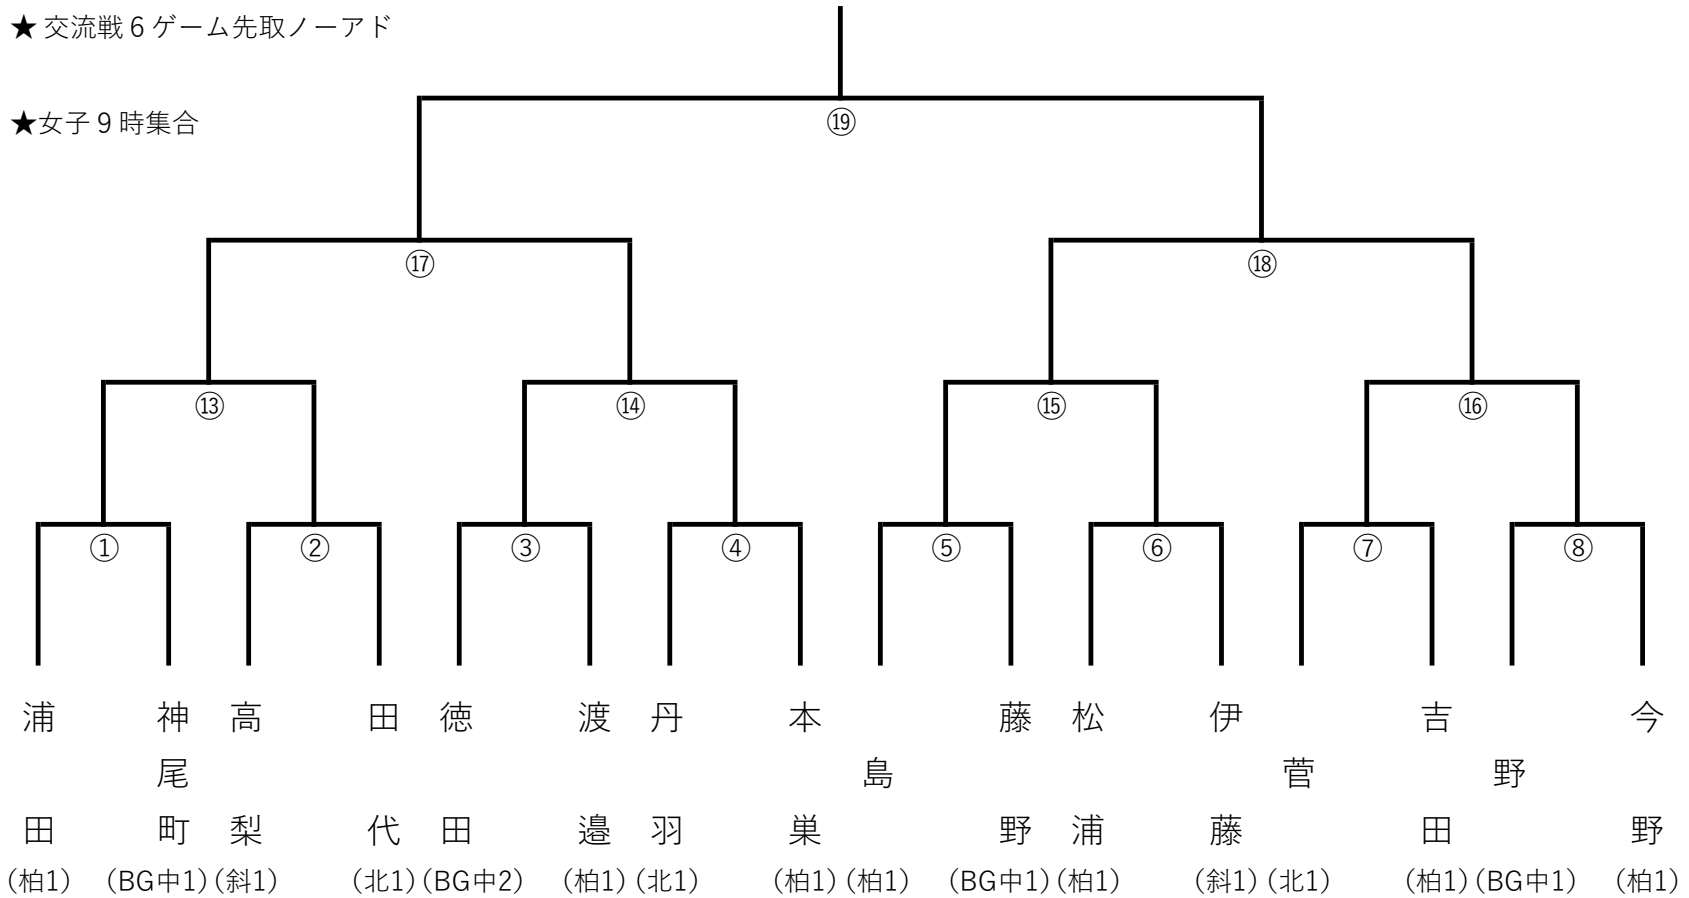 ★ 交流戦６ゲーム先取ノーアド
★女子９時集合
⑲
⑰ ⑱
⑬ ⑭ ⑮ ⑯
① ② ③ ④ ⑤ ⑥ ⑦ ⑧
浦田 神尾町 高梨 田代 徳田 渡邉 丹羽 本巣 島 藤野 松浦 伊藤 菅 吉田 野 今野
(柏1) (BG中1) (斜1) (北1) (BG中2) (柏1) (北1) (柏1) (柏1) (BG中1) (柏1) (斜1) (北1) (柏1) (BG中1) (柏1)